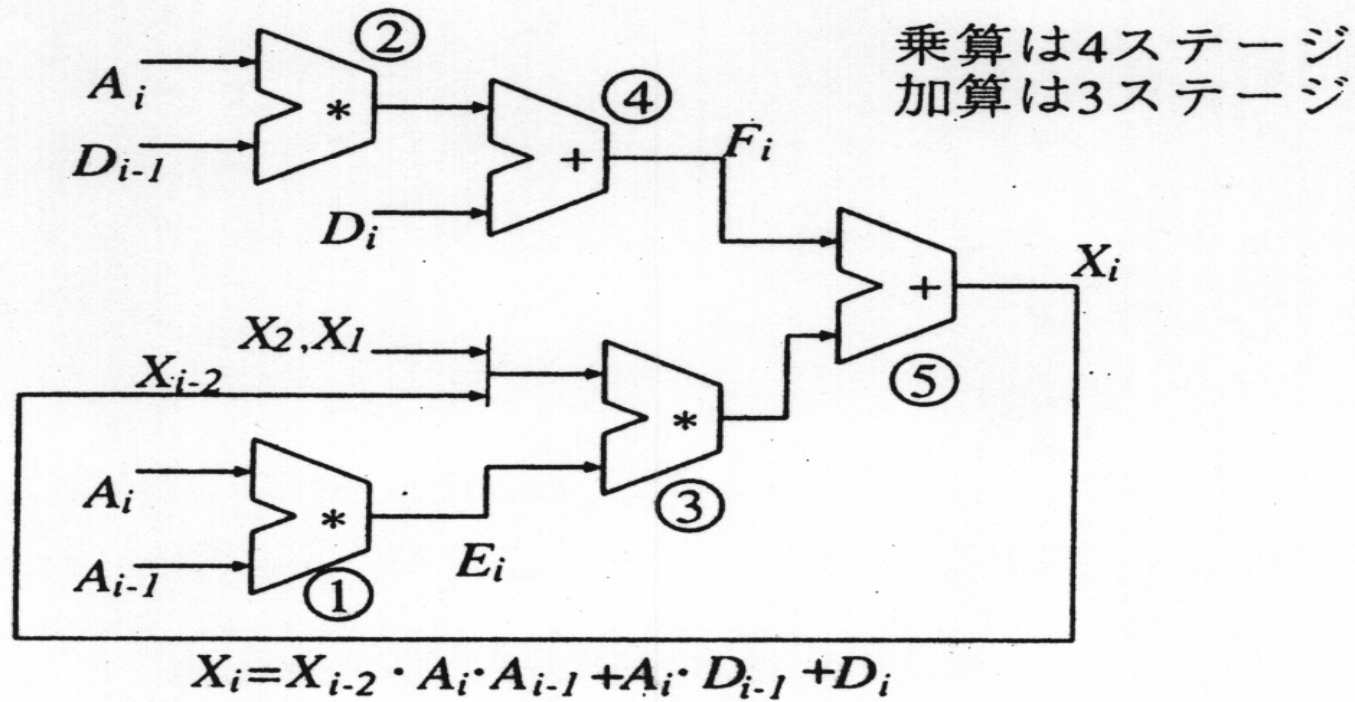 ②
乗算は4ステージ
加算は3ステージ
A_i
*
④
D_{i-1}
+
F_i
D_i
X_i
+
X_2, X_1
X_{i-2}
⑤
*
A_i
*
③
E_i
A_{i-1}
①
X_i=X_{i-2}・A_i・A_{i-1}+A_i・D_{i-1}+D_i